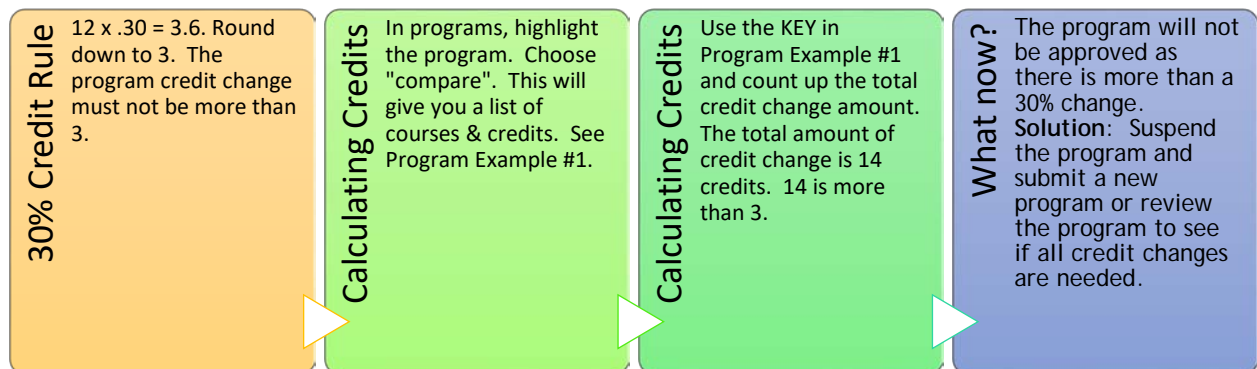 30% Credit Rule
12 x .30 = 3.6. Round
down to 3. The
program credit change
must not be more than
3.
Calculating Credits
In programs, highlight
the program. Choose
"compare". This will
give you a list of
courses & credits. See
Program Example #1.
Calculating Credits
Use the KEY in
Program Example #1
and count up the total
credit change amount.
The total amount of
credit change is 14
credits. 14 is more
than 3.
What now?
The program will not
be approved as
there is more than a
30% change.
Solution: Suspend
the program and
submit a new
program or review
the program to see
if all credit changes
are needed.